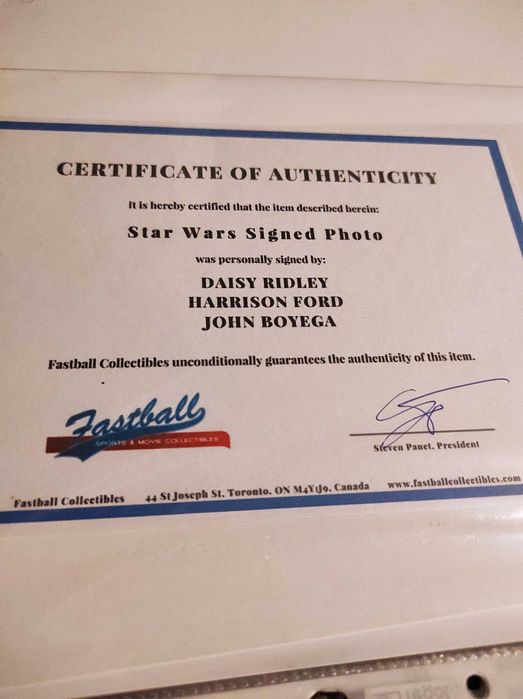 CERTIFICATE OF AUTHENTICITY
It is hereby certified that the item described herein:
Star Wars Signed Photo
was personally signed by:
DAISY RIDLEY
HARRISON FORD
JOHN BOYEGA
Fastball Collectibles unconditionally guarantees the authenticity of this item.
Fastball
SPORTS & MOVIE COLLECTIBLES
Steven Panet, President
Fastball Collectibles 44 St Joseph St, Toronto, ON M4Y1J9, Canada www.fastballcollectibles.com